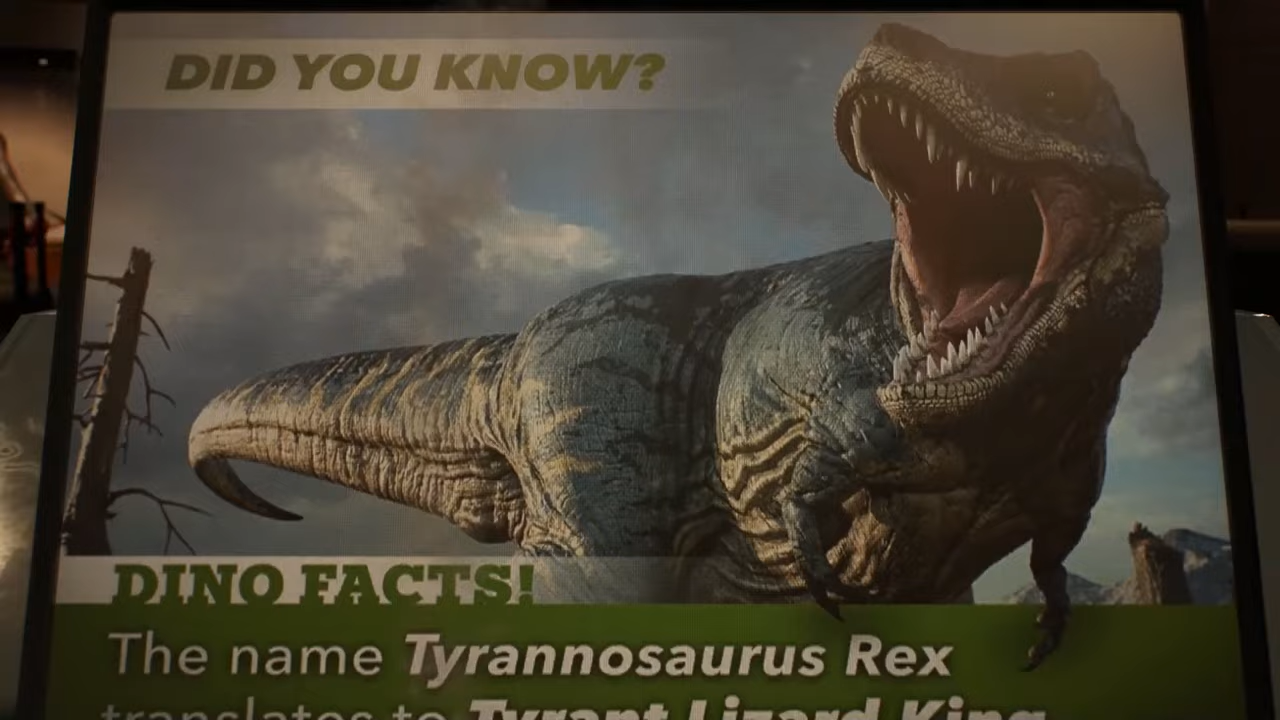 DID YOU KNOW?
DINO FACTS!
The name Tyrannosaurus Rex
translates to Tyrant Lizard King